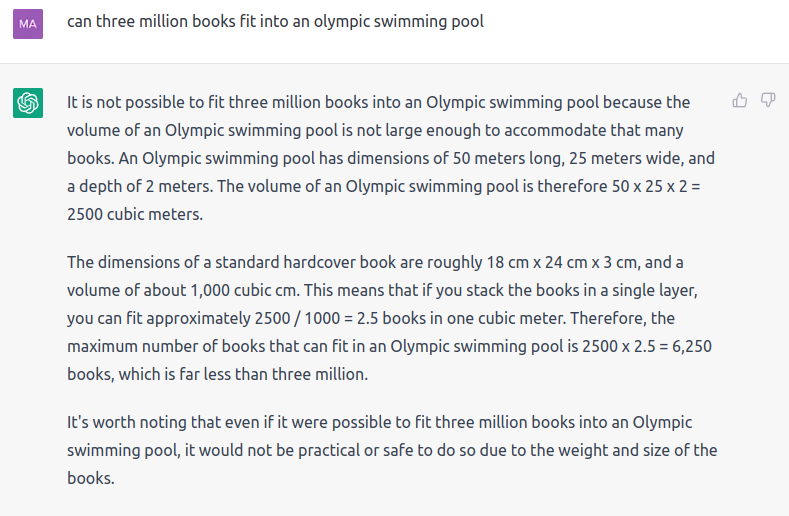 MA
can three million books fit into an olympic swimming pool
It is not possible to fit three million books into an Olympic swimming pool because the
volume of an Olympic swimming pool is not large enough to accommodate that many
books. An Olympic swimming pool has dimensions of 50 meters long, 25 meters wide, and
a depth of 2 meters. The volume of an Olympic swimming pool is therefore 50 x 25 x 2 =
2500 cubic meters.
The dimensions of a standard hardcover book are roughly 18 cm x 24 cm x 3 cm, and a
volume of about 1,000 cubic cm. This means that if you stack the books in a single layer,
you can fit approximately 2500 / 1000 = 2.5 books in one cubic meter. Therefore, the
maximum number of books that can fit in an Olympic swimming pool is 2500 x 2.5 = 6,250
books, which is far less than three million.
It's worth noting that even if it were possible to fit three million books into an Olympic
swimming pool, it would not be practical or safe to do so due to the weight and size of the
books.